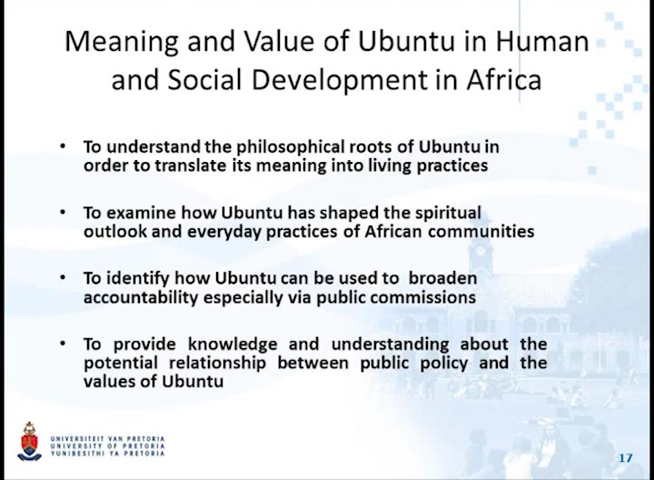 Meaning and Value of Ubuntu in Human
and Social Development in Africa
• To understand the philosophical roots of Ubuntu in
order to translate its meaning into living practices
• To examine how Ubuntu has shaped the spiritual
outlook and everyday practices of African communities
• To identify how Ubuntu can be used to broaden
accountability especially via public commissions
• To provide knowledge and understanding about the
potential relationship between public policy and the
values of Ubuntu
UNIVERSITEIT VAN PRETORIA
UNIVERSITY OF PRETORIA
YUNIBESITHI YA PRETORIA
17